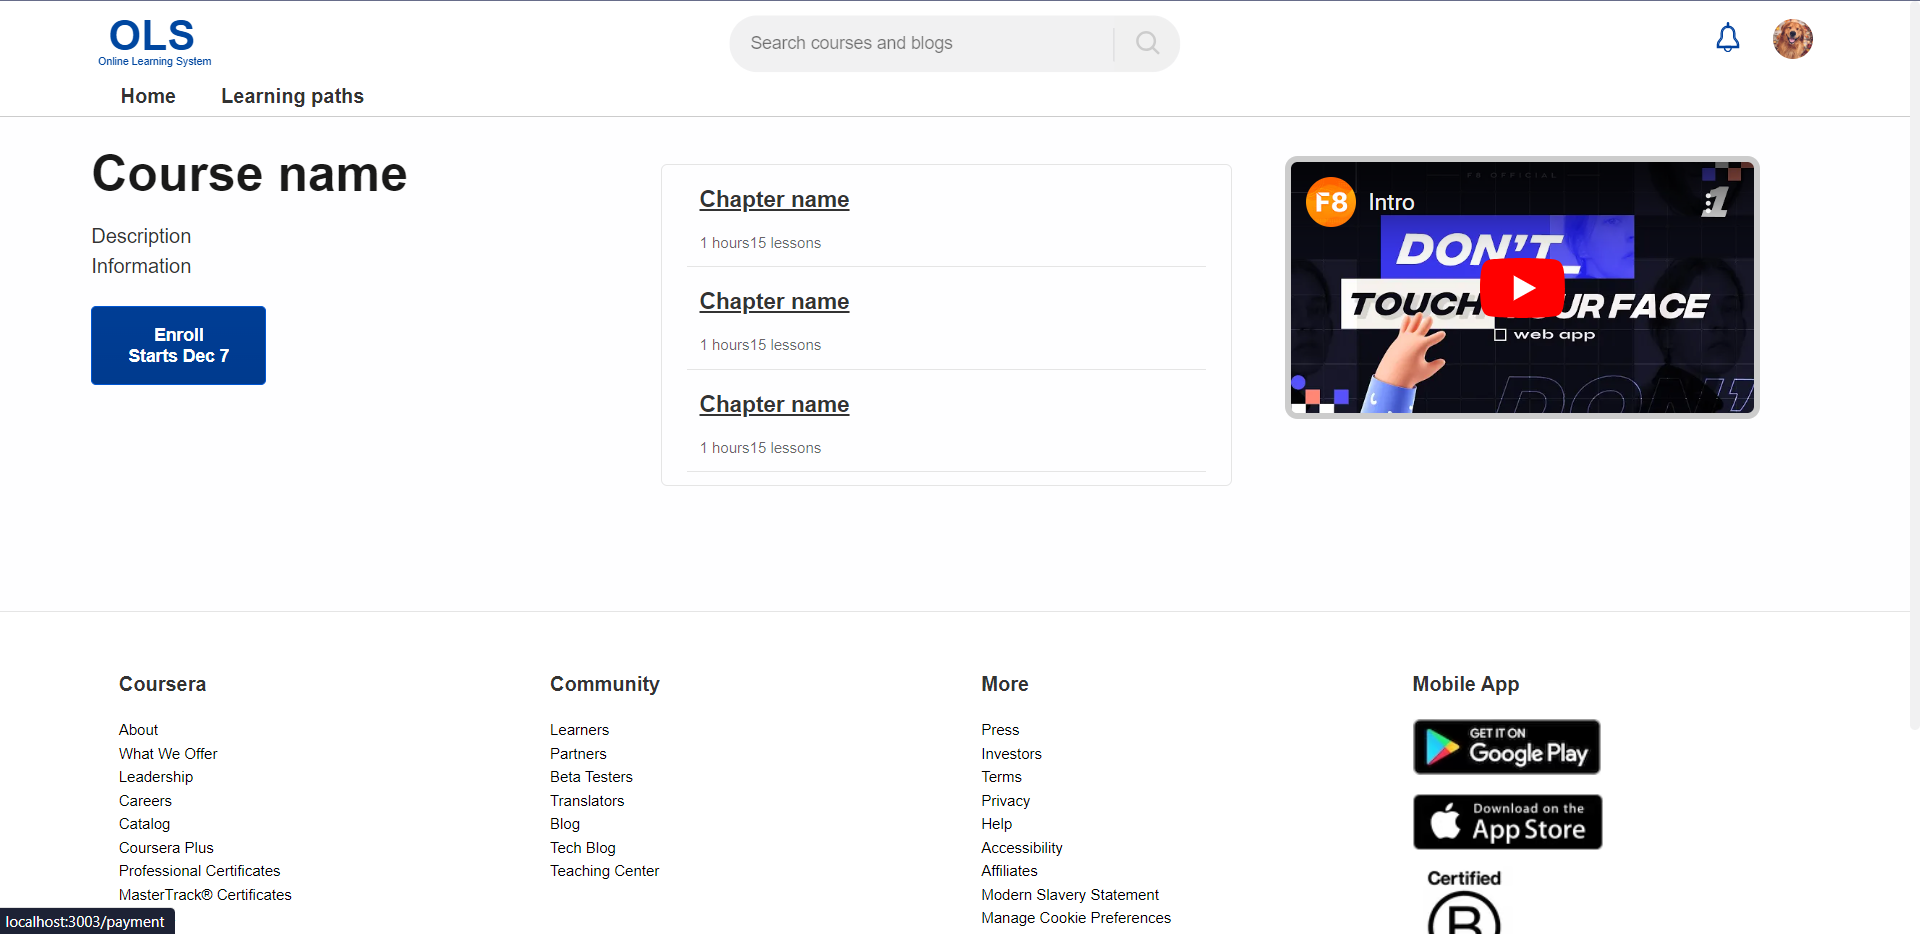 OLS
Online Learning System
Search courses and blogs
Home
Learning paths
Course name
Description
Information
Enroll
Starts Dec 7
Chapter name
1 hours15 lessons
Chapter name
1 hours15 lessons
Chapter name
1 hours15 lessons
F8 OFFICIAL
F8
Intro
1
DON'T
TOUCH
UR FACE
web app
DON'T
Coursera
About
What We Offer
Leadership
Careers
Catalog
Coursera Plus
Professional Certificates
MasterTrack® Certificates
Community
Learners
Partners
Beta Testers
Translators
Blog
Tech Blog
Teaching Center
More
Press
Investors
Terms
Privacy
Help
Accessibility
Affiliates
Modern Slavery Statement
Manage Cookie Preferences
Mobile App
GET IT ON
Google Play
Download on the
App Store
Certified
B
localhost:3003/payment